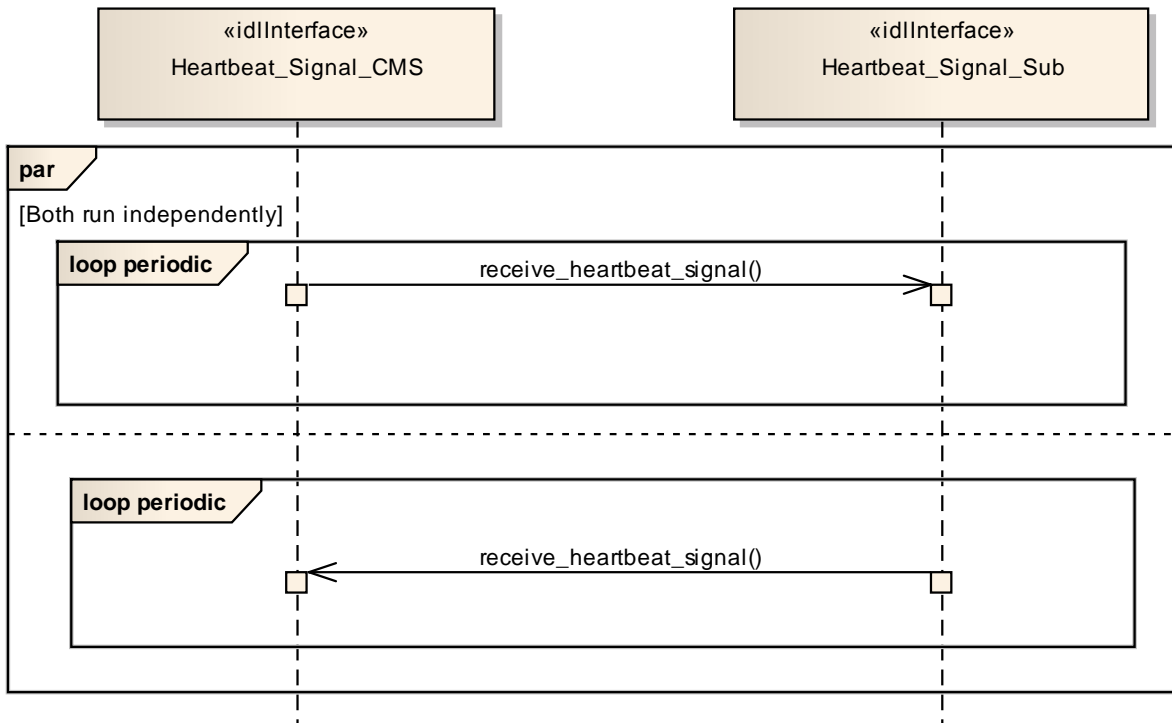 «idlInterface»
Heartbeat_Signal_CMS
«idlInterface»
Heartbeat_Signal_Sub
par
[Both run independently]
loop periodic
receive_heartbeat_signal()
loop periodic
receive_heartbeat_signal()